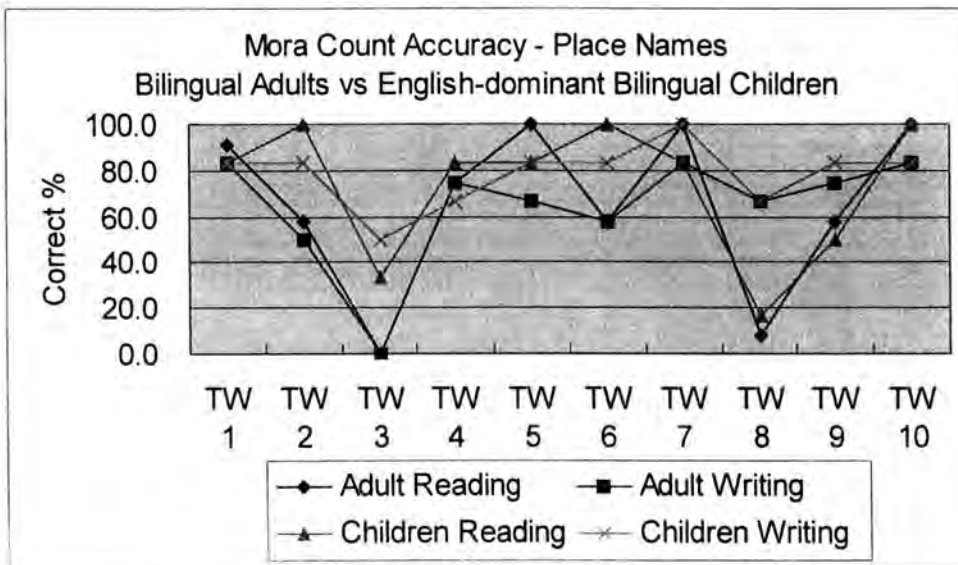 Mora Count Accuracy - Place Names
Bilingual Adults vs English-dominant Bilingual Children
100.0
80.0
60.0
40.0
20.0
0.0
Correct %
TW TW TW TW TW TW TW TW TW TW
1 2 3 4 5 6 7 8 9 10
Adult Reading Adult Writing
Children Reading Children Writing